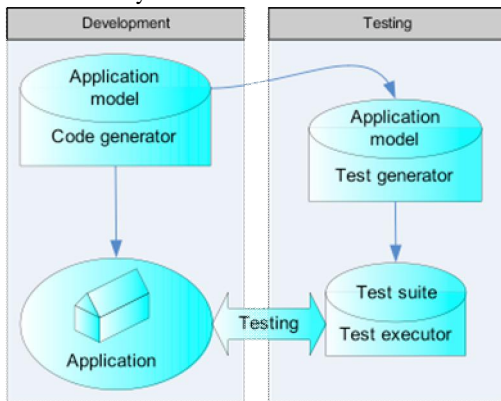 Development
Testing
Application
model
Code generator
Application
model
Test generator
Application
Testing
Test suite
Test executor